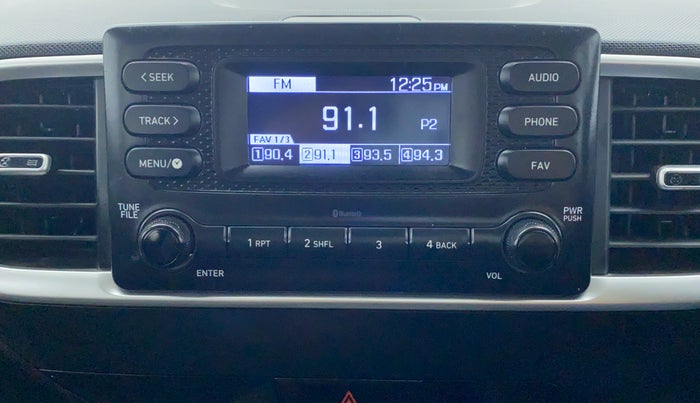 < SEEK
FM 12:25 PM
AUDIO
TRACK >
91.1 P2
PHONE
FAV 1/3
MENU/
1 90.4 2 91.1 3 93.5 4 94.3
FAV
TUNE
FILE
Bluetooth
PWR
PUSH
1 RPT 2 SHFL 3 4 BACK
ENTER
VOL